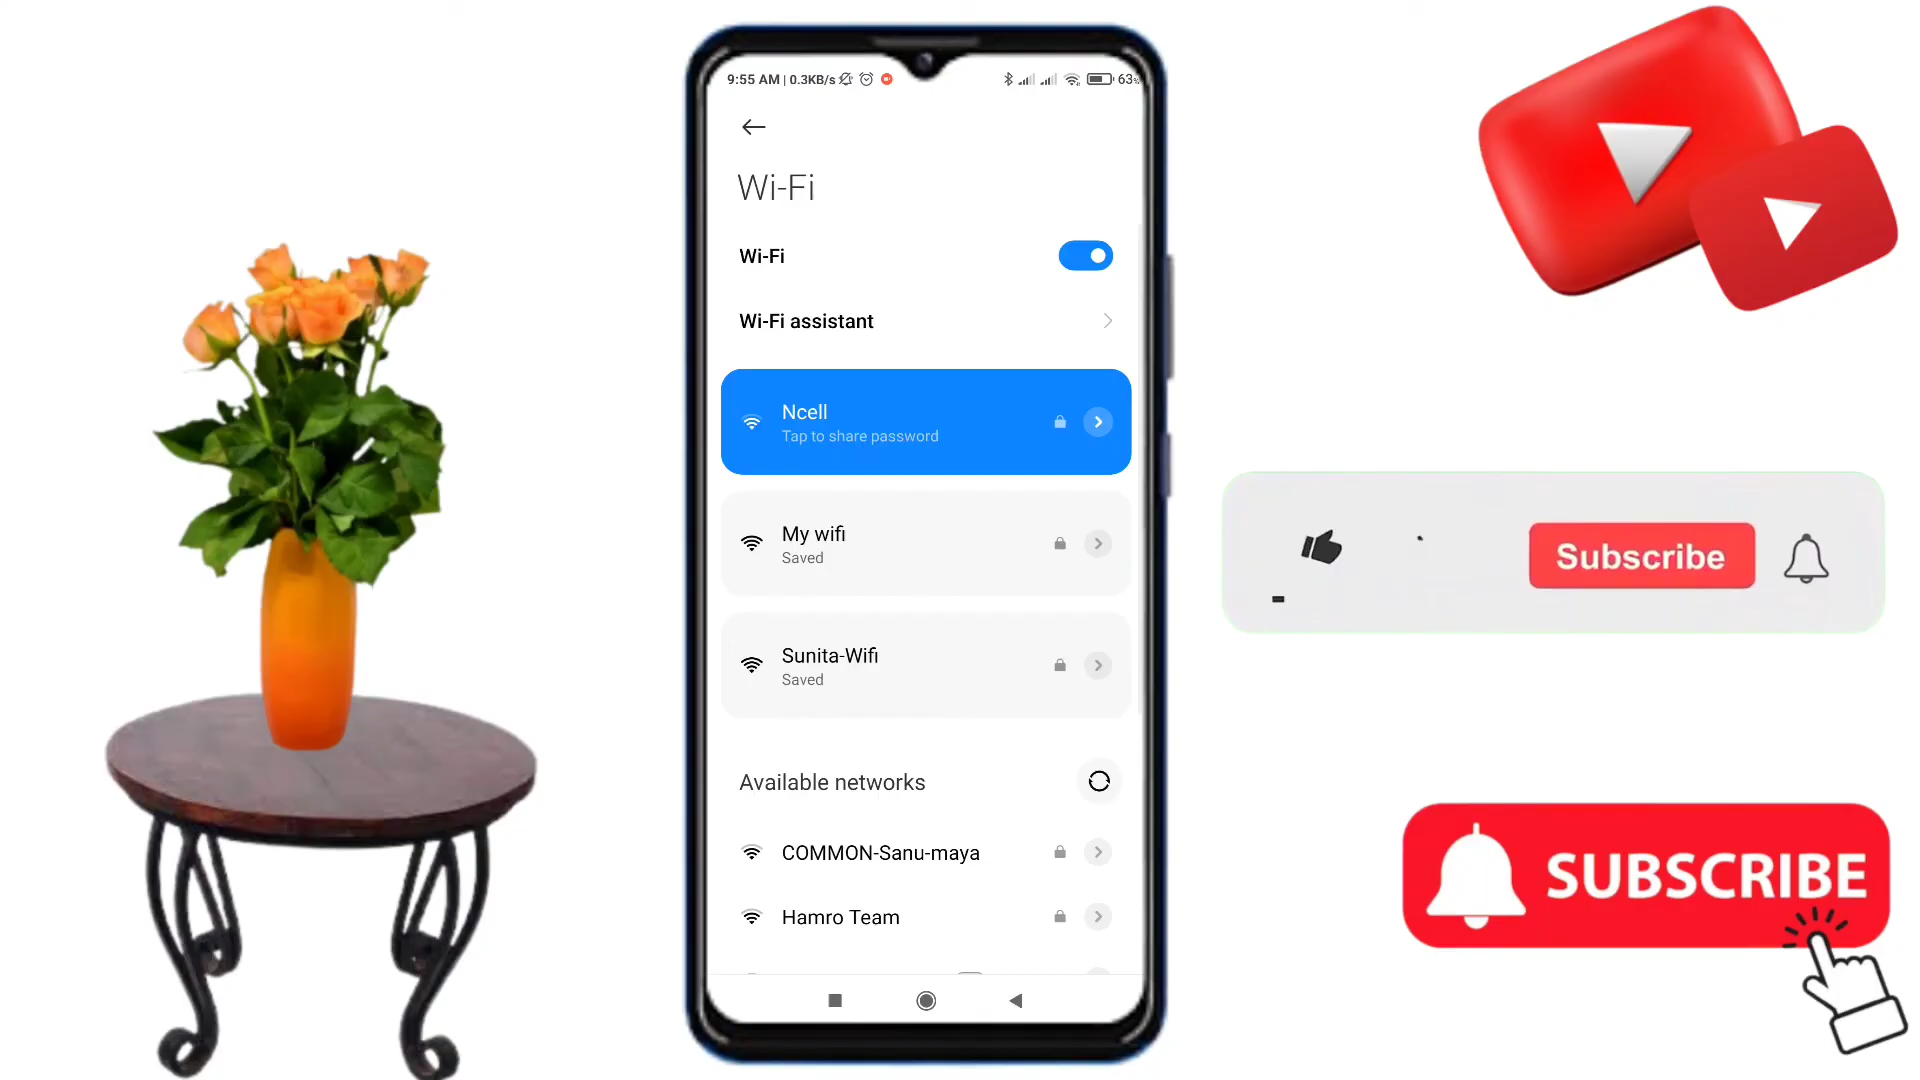 9:55 AM | 0.3KB/s
63%
Wi-Fi
Wi-Fi
Wi-Fi assistant
Ncell
Tap to share password
My wifi
Saved
Sunita-Wifi
Saved
Available networks
COMMON-Sanu-maya
Hamro Team
Subscribe
SUBSCRIBE